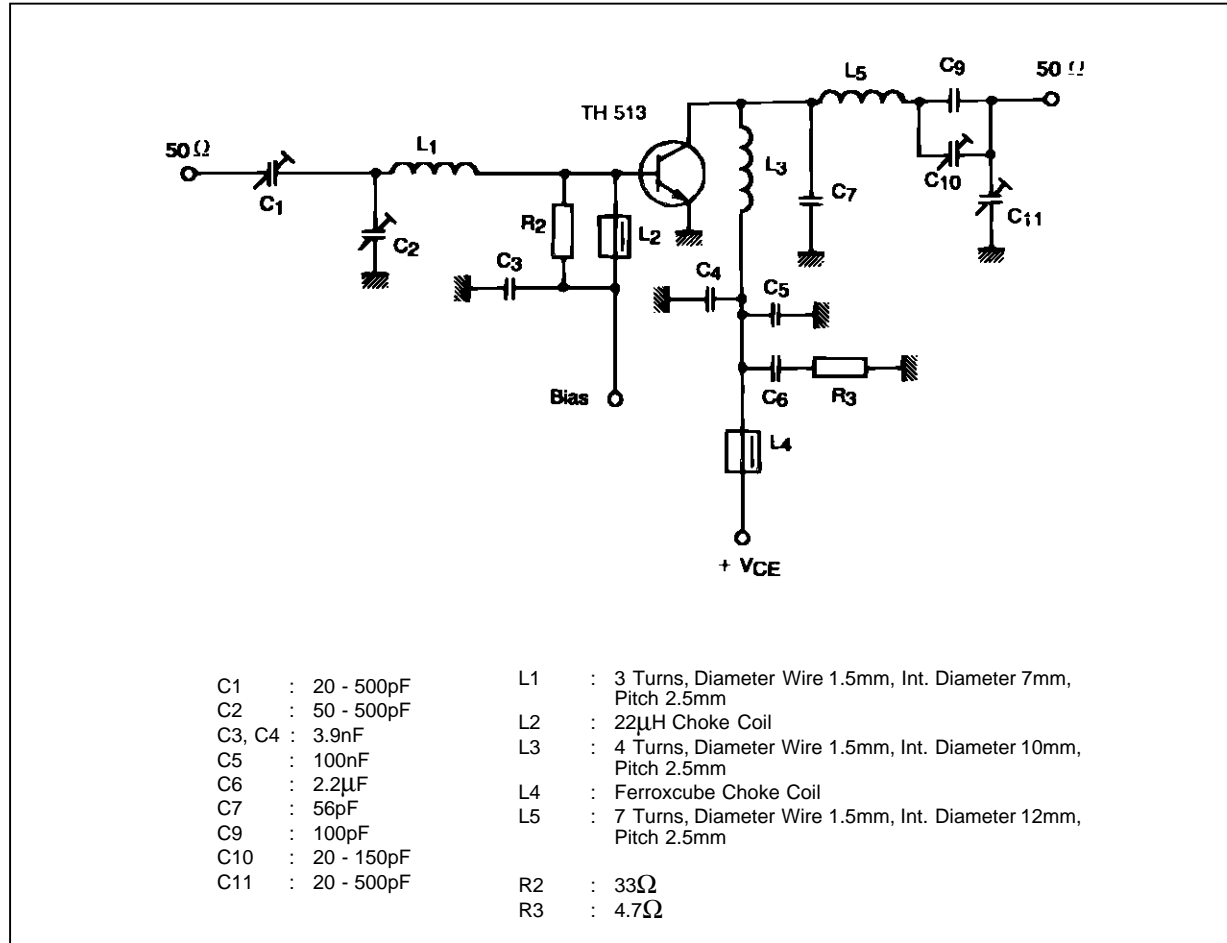 C9
50 Ω
L5
TH 513
50 Ω
L1
L3
C1
C10
C7
C11
R2
L2
C2
C3
C4
C5
Bias
C6
R3
L4
+ VCE
C1 : 20 - 500pF
C2 : 50 - 500pF
C3, C4 : 3.9nF
C5 : 100nF
C6 : 2.2μF
C7 : 56pF
C9 : 100pF
C10 : 20 - 150pF
C11 : 20 - 500pF
L1 : 3 Turns, Diameter Wire 1.5mm, Int. Diameter 7mm,
Pitch 2.5mm
L2 : 22μH Choke Coil
L3 : 4 Turns, Diameter Wire 1.5mm, Int. Diameter 10mm,
Pitch 2.5mm
L4 : Ferroxcube Choke Coil
L5 : 7 Turns, Diameter Wire 1.5mm, Int. Diameter 12mm,
Pitch 2.5mm
R2 : 33Ω
R3 : 4.7Ω